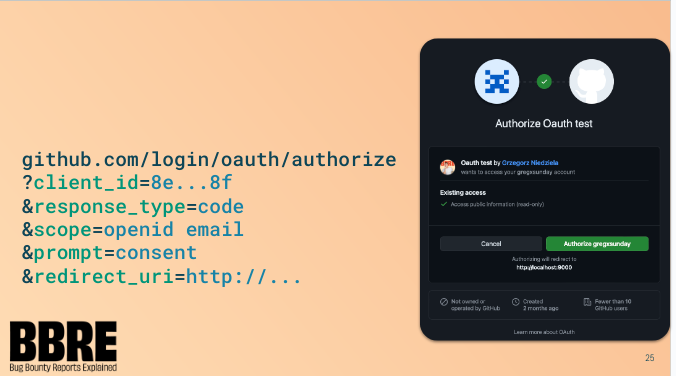 github.com/login/oauth/authorize
?client_id=8e...8f
&response_type=code
&scope=openid email
&prompt=consent
&redirect_uri=http://...
BBRE
Bug Bounty Reports Explained
Authorize Oauth test
Oauth test by Grzegorz Niedziela
wants to access your gregxsunday account
Existing access
Access public information (read-only)
Cancel
Authorize gregxsunday
Authorizing will redirect to
http://localhost:9000
Not owned or
operated by GitHub
Created
2 months ago
Fewer than 10
GitHub users
Learn more about OAuth
25